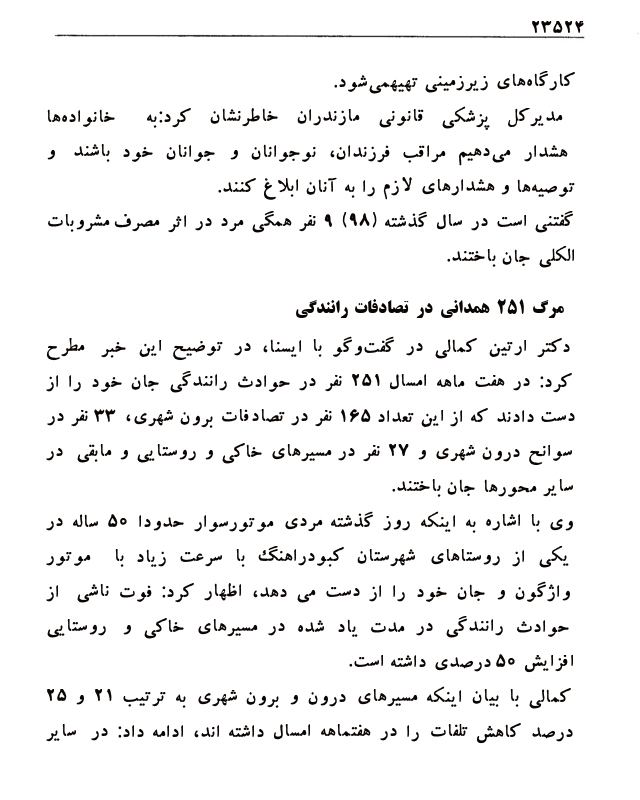 ۲۳۵۲۴
کارگاه‌های زیرزمینی تهیهمی‌شود.
مدیرکل پزشکی قانونی مازندران خاطرنشان کرد:به خانواده‌ها
هشدار می‌دهیم مراقب فرزندان، نوجوانان و جوانان خود باشند و
توصیه‌ها و هشدارهای لازم را به آنان ابلاغ کنند.
گفتنی است در سال گذشته (۹۸) ۹ نفر همگی مرد در اثر مصرف مشروبات
الکلی جان باختند.
مرگ ۲۵۱ همدانی در تصادفات رانندگی
دکتر ارتین کمالی در گفت‌وگو با ایسنا، در توضیح این خبر مطرح
کرد: در هفت ماهه امسال ۲۵۱ نفر در حوادث رانندگی جان خود را از
دست دادند که از این تعداد ۱۶۵ نفر در تصادفات برون شهری، ۳۳ نفر در
سوانح درون شهری و ۲۷ نفر در مسیرهای خاکی و روستایی و مابقی در
سایر محورها جان باختند.
وی با اشاره به اینکه روز گذشته مردی موتورسوار حدودا ۵۰ ساله در
یکی از روستاهای شهرستان کبودراهنگ با سرعت زیاد با موتور
واژگون و جان خود را از دست می دهد، اظهار کرد: فوت ناشی از
حوادث رانندگی در مدت یاد شده در مسیرهای خاکی و روستایی
افزایش ۵۰ درصدی داشته است.
کمالی با بیان اینکه مسیرهای درون و برون شهری به ترتیب ۲۱ و ۲۵
درصد کاهش تلفات را در هفتماهه امسال داشته اند، ادامه داد: در سایر